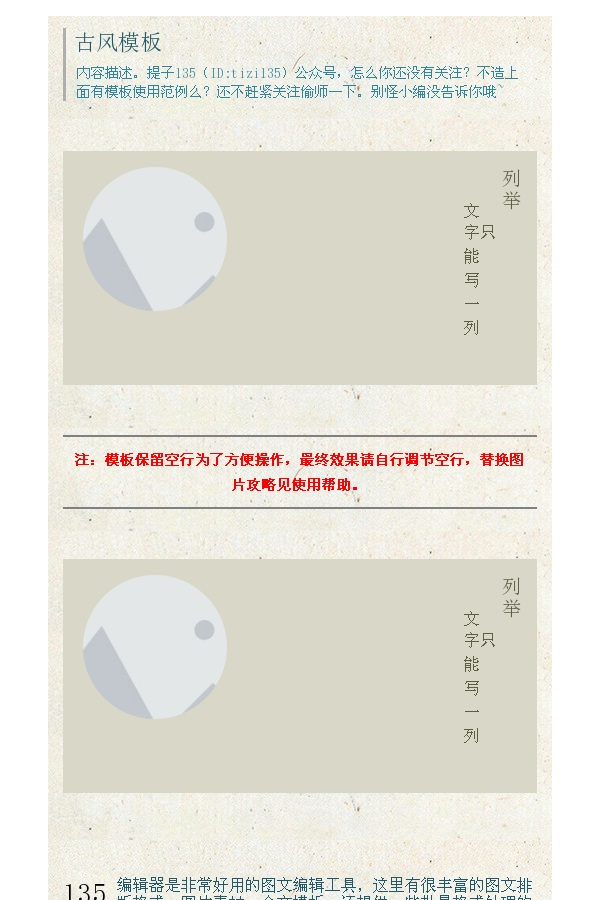 古风模板
内容描述。提子135（ID:tizi135）公众号，怎么你还没有关注？不造上
面有模板使用范例么？还不赶紧关注偷师一下。别怪小编没告诉你哦~
列举
文字只能写一列
注：模板保留空行为了方便操作，最终效果请自行调节空行，替换图
片攻略见使用帮助。
列举
文字只能写一列
135
编辑器是非常好用的图文编辑工具，这里有很丰富的图文排